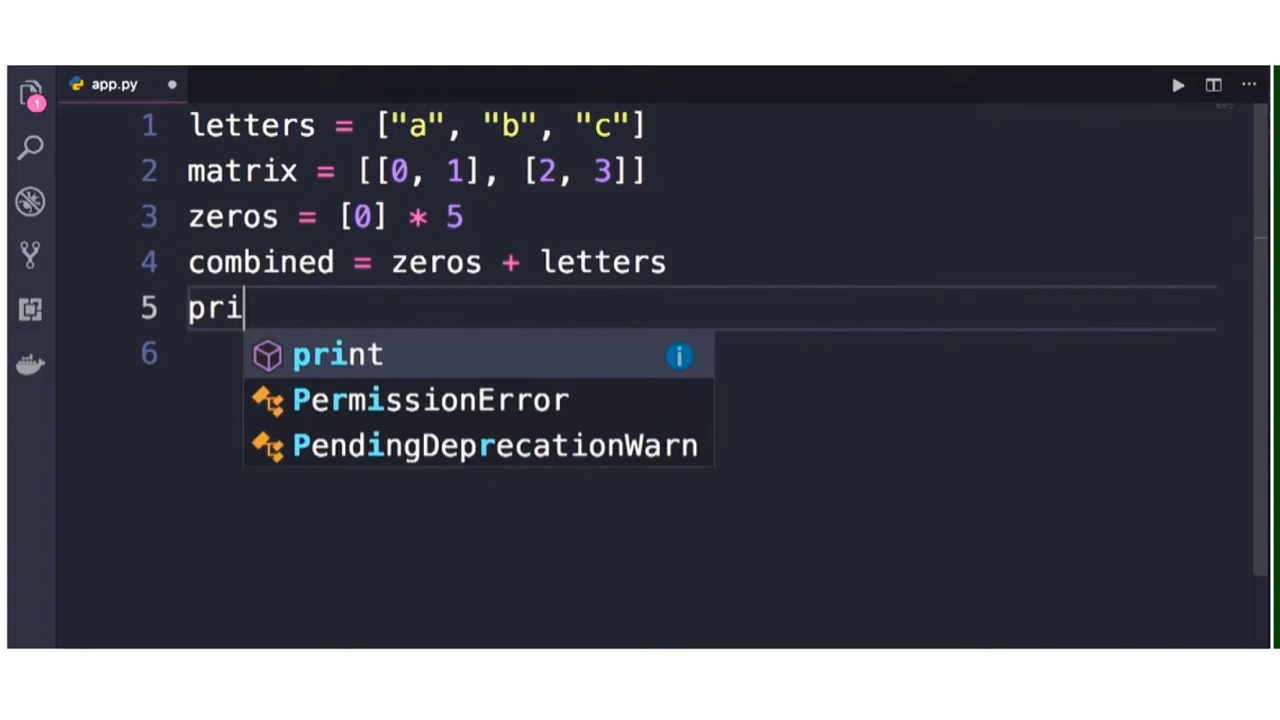 app.py
1
1 letters = ["a", "b", "c"]
2 matrix = [[0, 1], [2, 3]]
3 zeros = [0] * 5
4 combined = zeros + letters
5 pri
6
print
PermissionError
PendingDeprecationWarn